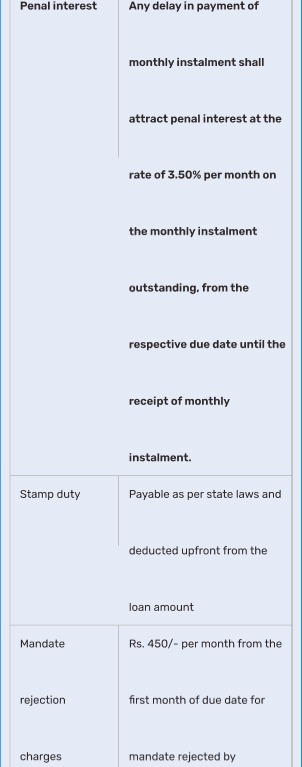 Penal interest
Any delay in payment of
monthly instalment shall
attract penal interest at the
rate of 3.50% per month on
the monthly instalment
outstanding, from the
respective due date until the
receipt of monthly
instalment.
Stamp duty
Payable as per state laws and
deducted upfront from the
loan amount
Mandate
rejection
charges
Rs. 450/- per month from the
first month of due date for
mandate rejected by